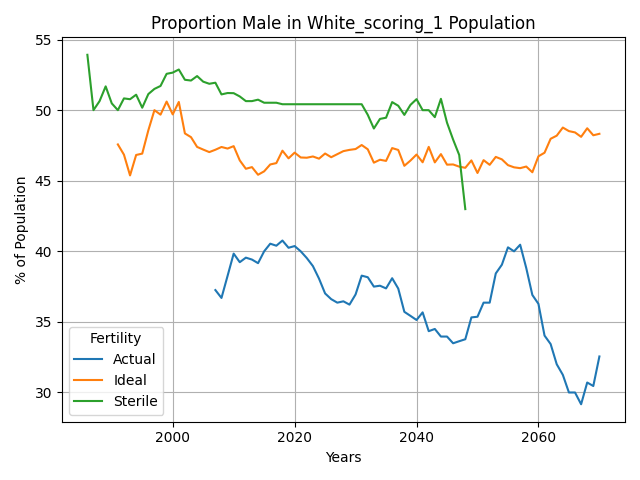 Proportion Male in White_scoring_1 Population
% of Population
55
50
45
40
35
30
Fertility
Actual
Ideal
Sterile
2000 2020 2040 2060
Years